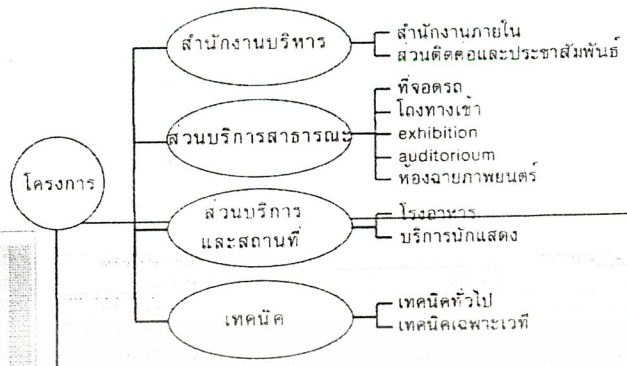 โครงการ
สำนักงานบริหาร
สำนักงานภายใน
ส่วนติดต่อและประชาสัมพันธ์
ส่วนบริการสาธารณะ
ที่จอดรถ
โถงทางเข้า
exhibition
auditorioum
ห้องฉายภาพยนตร์
ส่วนบริการ
และสถานที่
โรงอาหาร
บริการนักแสดง
เทคนิค
เทคนิคทั่วไป
เทคนิคเฉพาะเวที